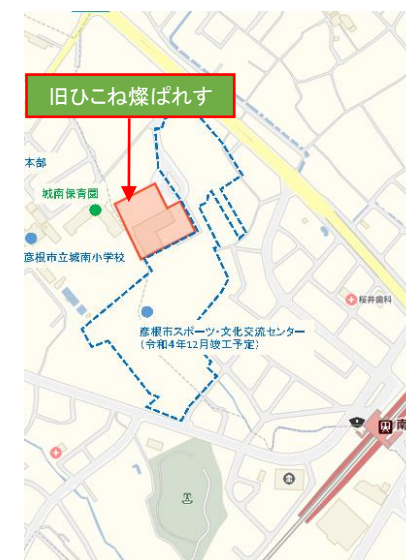 旧ひこね燦ぱれす
本部
城南保育園
彦根市立城南小学校
桜井歯科
彦根市スポーツ・文化交流センター
(令和4年12月竣工予定)
南